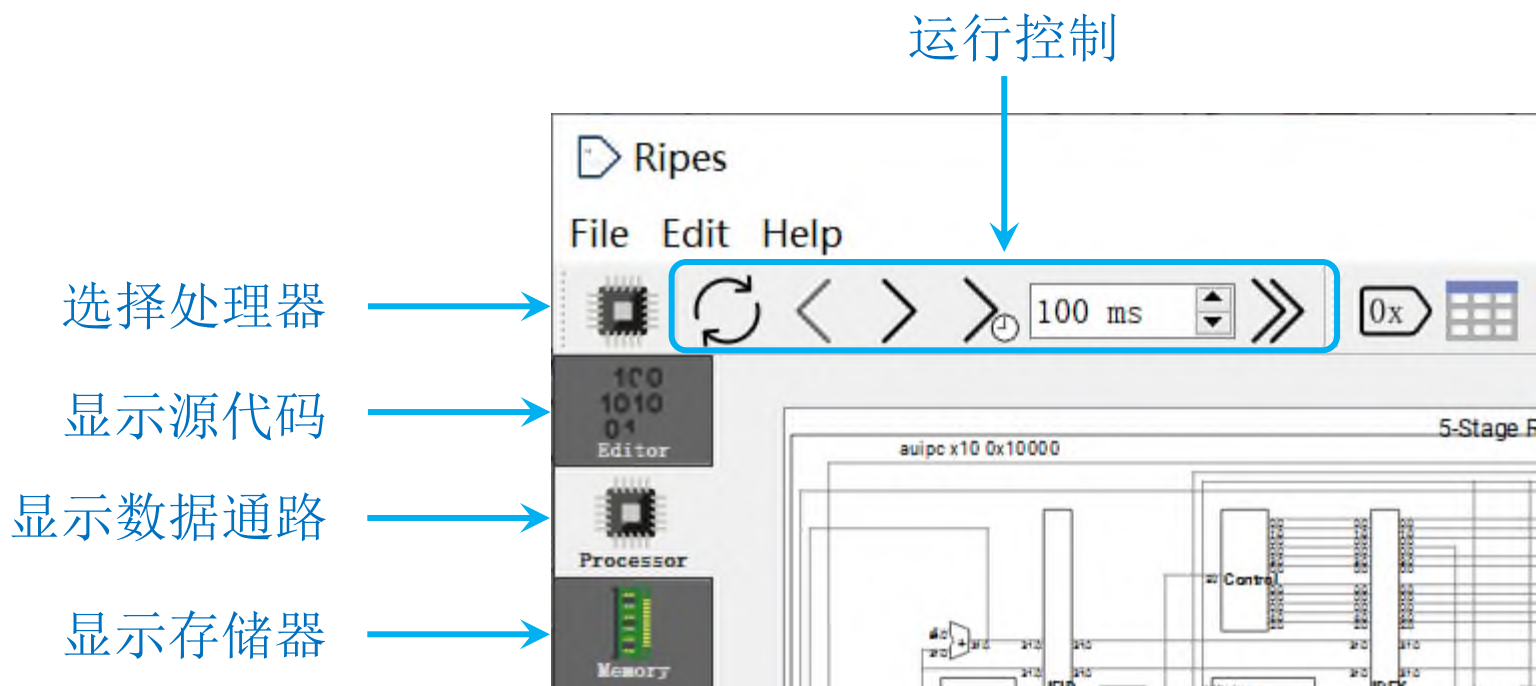 运行控制
Ripes
File Edit Help
选择处理器
100 ms
0x
显示源代码
1010
Editor
5-Stage R
auipc x10 0x10000
显示数据通路
Processor
Control
显示存储器
Memory